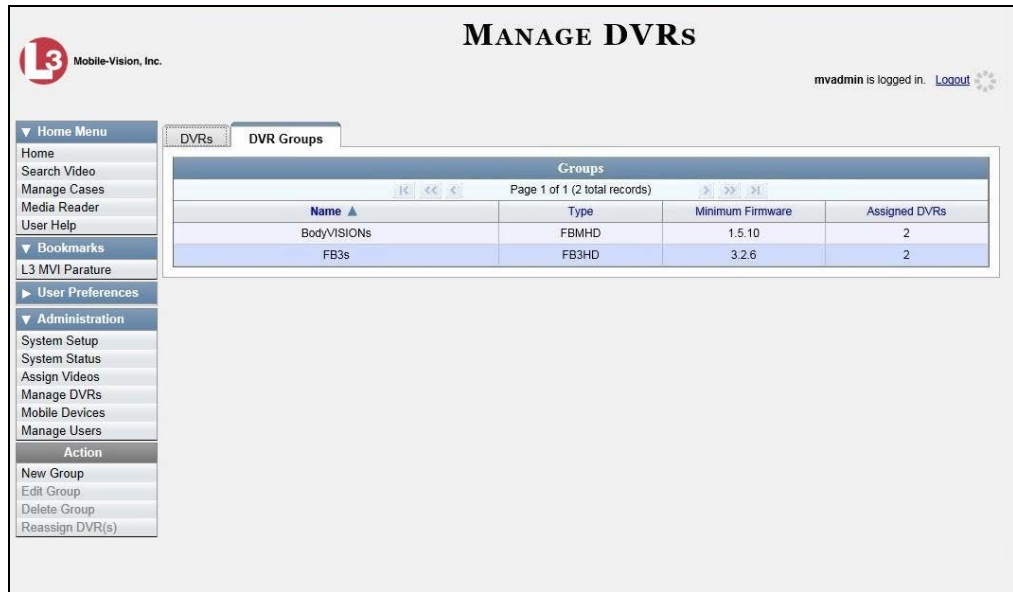 MANAGE DVRS
L3 Mobile-Vision, Inc.
mvadmin is logged in. Logout
▼ Home Menu
Home
Search Video
Manage Cases
Media Reader
User Help
▼ Bookmarks
L3 MVI Parature
▶ User Preferences
▼ Administration
System Setup
System Status
Assign Videos
Manage DVRs
Mobile Devices
Manage Users
Action
New Group
Edit Group
Delete Group
Reassign DVR(s)
DVRs DVR Groups
Groups
|< << < Page 1 of 1 (2 total records) > >> >|
Name ▲ Type Minimum Firmware Assigned DVRs
BodyVISIONs FBMHD 1.5.10 2
FB3s FB3HD 3.2.6 2